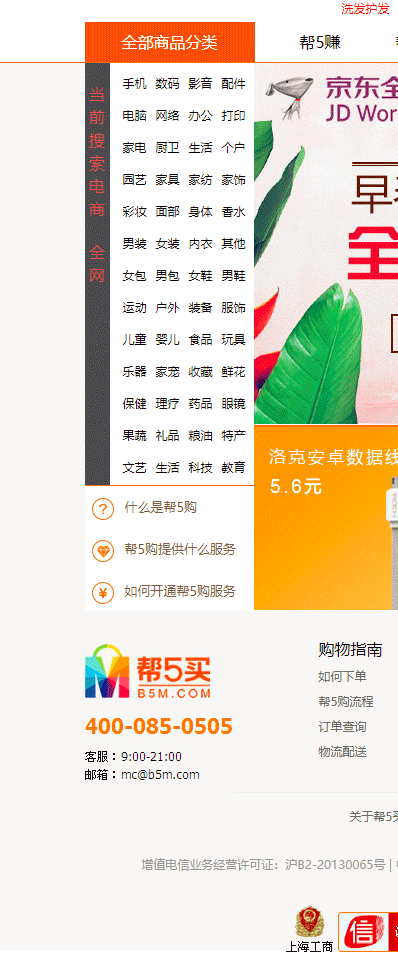 洗发护发
全部商品分类
帮5赚
当前搜索电商 全网
手机 数码 影音 配件
电脑 网络 办公 打印
家电 厨卫 生活 个户
园艺 家具 家纺 家饰
彩妆 面部 身体 香水
男装 女装 内衣 其他
女包 男包 女鞋 男鞋
运动 户外 装备 服饰
儿童 婴儿 食品 玩具
乐器 家宠 收藏 鲜花
保健 理疗 药品 眼镜
果蔬 礼品 粮油 特产
文艺 生活 科技 教育
京东全
JD Wor
早
全
洛克安卓数据线
5.6元
什么是帮5购
帮5购提供什么服务
如何开通帮5购服务
帮5买
B5M.COM
400-085-0505
客服：9:00-21:00
邮箱：mc@b5m.com
购物指南
如何下单
帮5购流程
订单查询
物流配送
关于帮5买
增值电信业务经营许可证：沪B2-20130065号 |
上海工商
信